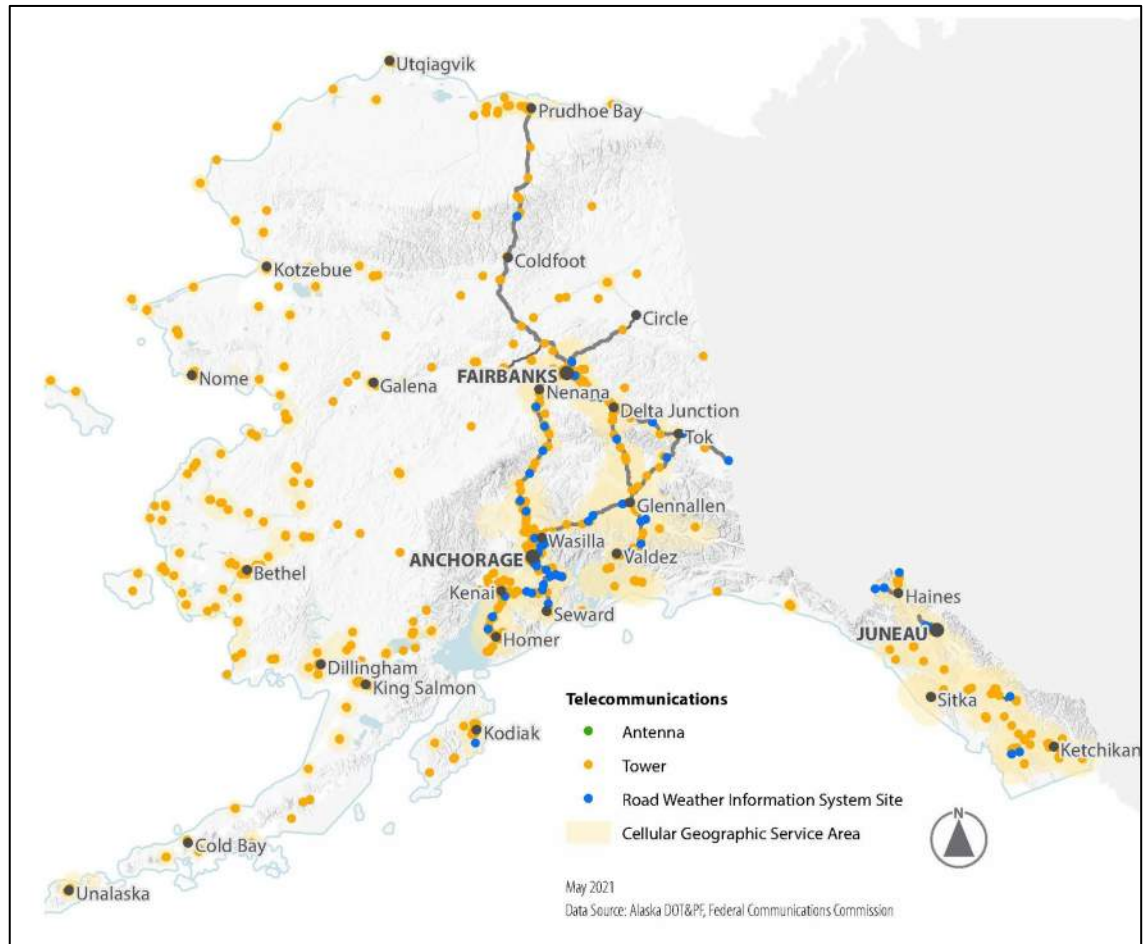 Utqiagvik
Prudhoe Bay
Coldfoot
Kotzebue
Circle
Nome
Galena
FAIRBANKS
Nenana
Delta Junction
Tok
Glennallen
Wasilla
ANCHORAGE
Valdez
Bethel
Kenai
Seward
Haines
Homer
JUNEAU
Dillingham
King Salmon
Sitka
Kodiak
Ketchikan
Cold Bay
Unalaska
Telecommunications
Antenna
Tower
Road Weather Information System Site
Cellular Geographic Service Area
N
May 2021
Data Source: Alaska DOT&PF, Federal Communications Commission